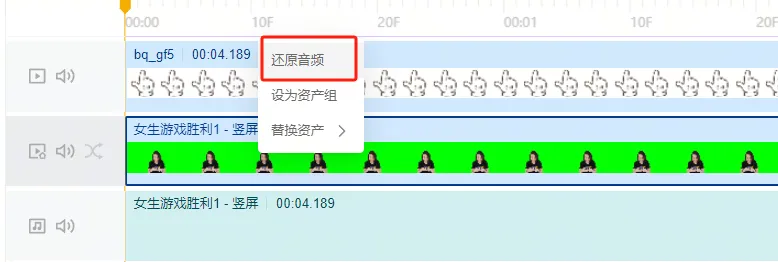 00:00 10F 20F 00:01 10F 20F
bq_gf5 00:04.189
还原音频
设为资产组
替换资产
女生游戏胜利1 - 竖屏
女生游戏胜利1 - 竖屏 00:04.189